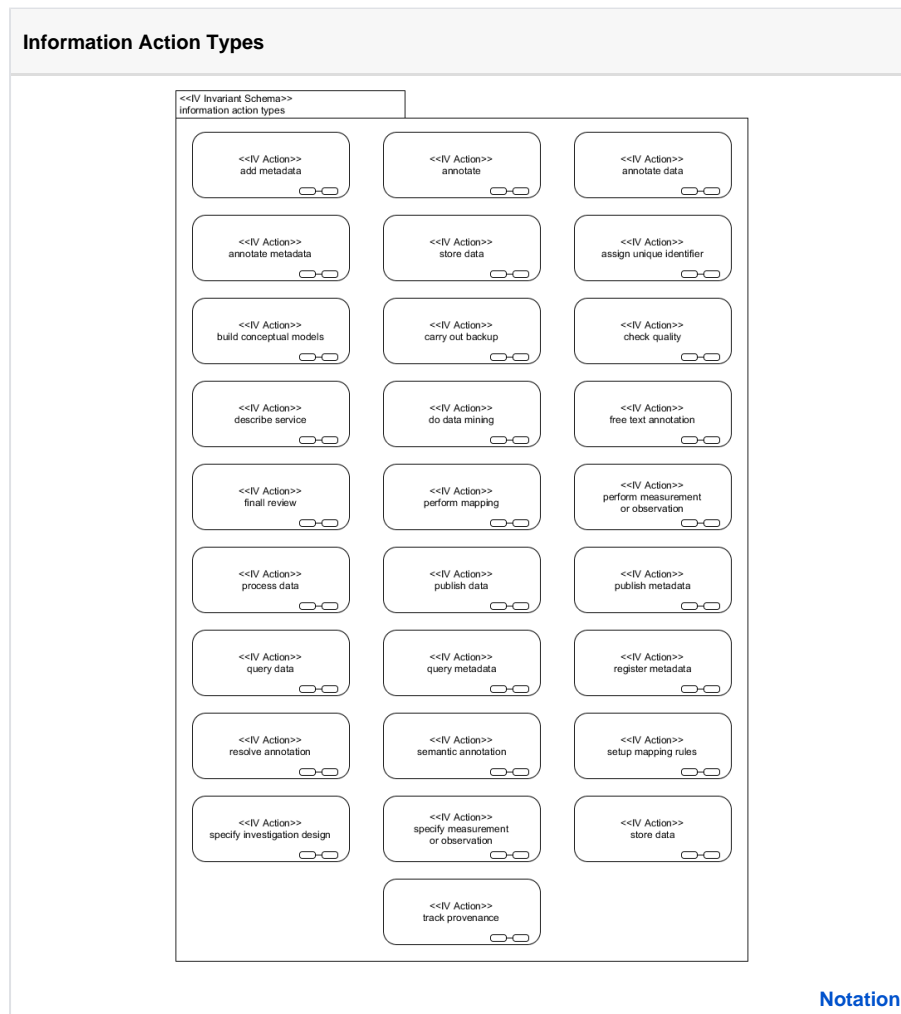 Information Action Types
<<IV Invariant Schema>>
information action types
<<IV Action>>
add metadata
<<IV Action>>
annotate
<<IV Action>>
annotate data
<<IV Action>>
annotate metadata
<<IV Action>>
store data
<<IV Action>>
assign unique identifier
<<IV Action>>
build conceptual models
<<IV Action>>
carry out backup
<<IV Action>>
check quality
<<IV Action>>
describe service
<<IV Action>>
do data mining
<<IV Action>>
free text annotation
<<IV Action>>
finall review
<<IV Action>>
perform mapping
<<IV Action>>
perform measurement
or observation
<<IV Action>>
process data
<<IV Action>>
publish data
<<IV Action>>
publish metadata
<<IV Action>>
query data
<<IV Action>>
query metadata
<<IV Action>>
register metadata
<<IV Action>>
resolve annotation
<<IV Action>>
semantic annotation
<<IV Action>>
setup mapping rules
<<IV Action>>
specify investigation design
<<IV Action>>
specify measurement
or observation
<<IV Action>>
store data
<<IV Action>>
track provenance
Notation